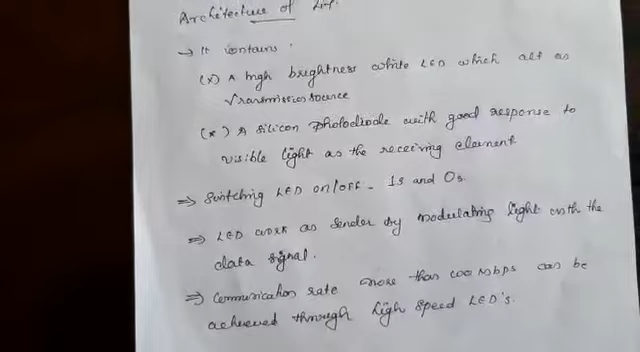 Architecture of Li-fi.
→ It contains.
(*) A high brightness white LED which act as
transmission source
(*) A silicon photodiode with good response to
visible light as the receiving element
⇒ Switching LED on/off - 1s and 0s.
⇒ LED work as sender by modulating light with the
data signal.
⇒ Communication rate more than 100 Mbps can be
achieved through high speed LED's.